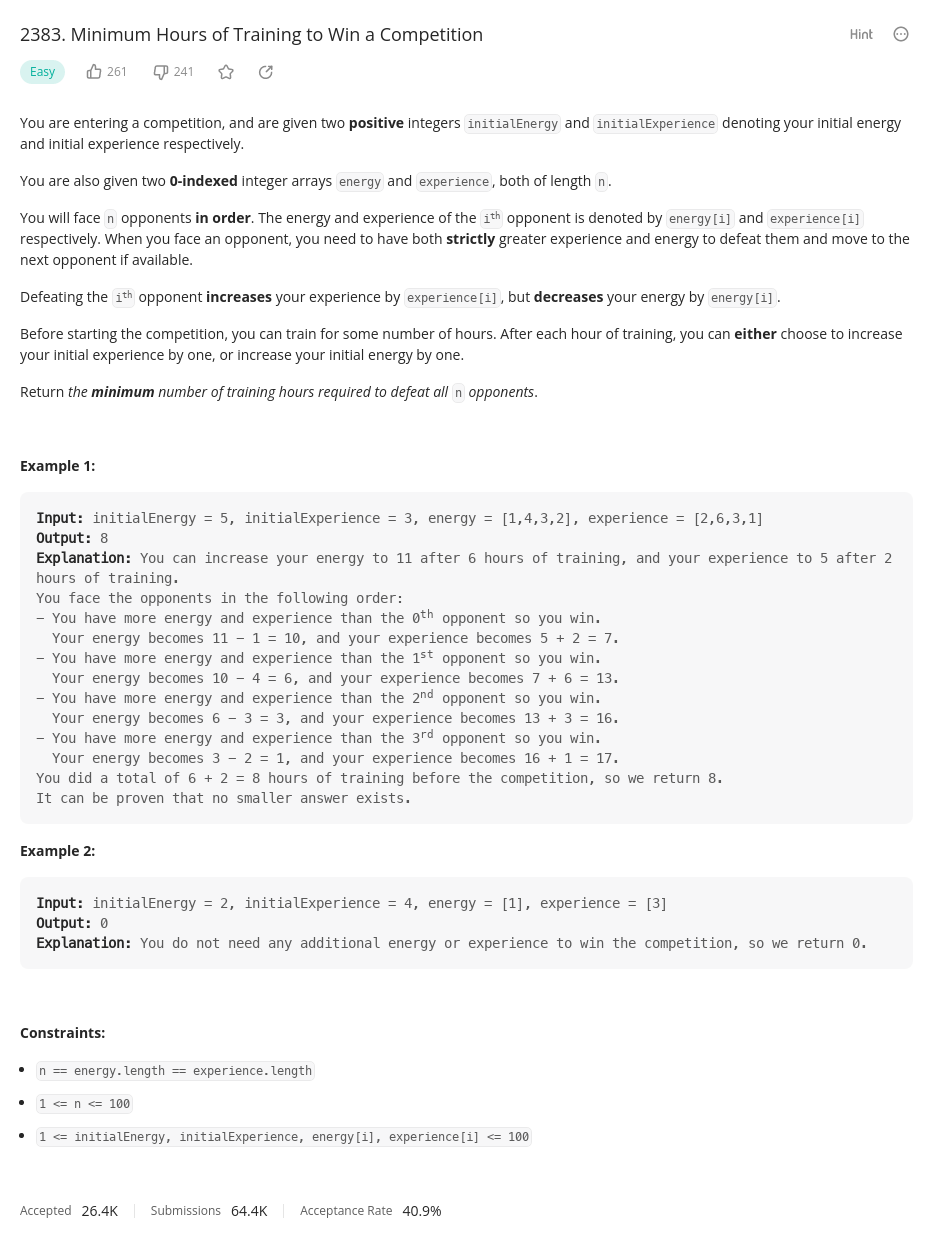 2383. Minimum Hours of Training to Win a Competition Hint
Easy 261 241
You are entering a competition, and are given two positive integers initialEnergy and initialExperience denoting your initial energy
and initial experience respectively.
You are also given two 0-indexed integer arrays energy and experience, both of length n.
You will face n opponents in order. The energy and experience of the ith opponent is denoted by energy[i] and experience[i]
respectively. When you face an opponent, you need to have both strictly greater experience and energy to defeat them and move to the
next opponent if available.
Defeating the ith opponent increases your experience by experience[i], but decreases your energy by energy[i].
Before starting the competition, you can train for some number of hours. After each hour of training, you can either choose to increase
your initial experience by one, or increase your initial energy by one.
Return the minimum number of training hours required to defeat all n opponents.
Example 1:
Input: initialEnergy = 5, initialExperience = 3, energy = [1,4,3,2], experience = [2,6,3,1]
Output: 8
Explanation: You can increase your energy to 11 after 6 hours of training, and your experience to 5 after 2
hours of training.
You face the opponents in the following order:
− You have more energy and experience than the 0th opponent so you win.
Your energy becomes 11 − 1 = 10, and your experience becomes 5 + 2 = 7.
− You have more energy and experience than the 1st opponent so you win.
Your energy becomes 10 − 4 = 6, and your experience becomes 7 + 6 = 13.
− You have more energy and experience than the 2nd opponent so you win.
Your energy becomes 6 − 3 = 3, and your experience becomes 13 + 3 = 16.
− You have more energy and experience than the 3rd opponent so you win.
Your energy becomes 3 − 2 = 1, and your experience becomes 16 + 1 = 17.
You did a total of 6 + 2 = 8 hours of training before the competition, so we return 8.
It can be proven that no smaller answer exists.
Example 2:
Input: initialEnergy = 2, initialExperience = 4, energy = [1], experience = [3]
Output: 0
Explanation: You do not need any additional energy or experience to win the competition, so we return 0.
Constraints:
• n == energy.length == experience.length
• 1 <= n <= 100
• 1 <= initialEnergy, initialExperience, energy[i], experience[i] <= 100
Accepted 26.4K Submissions 64.4K Acceptance Rate 40.9%